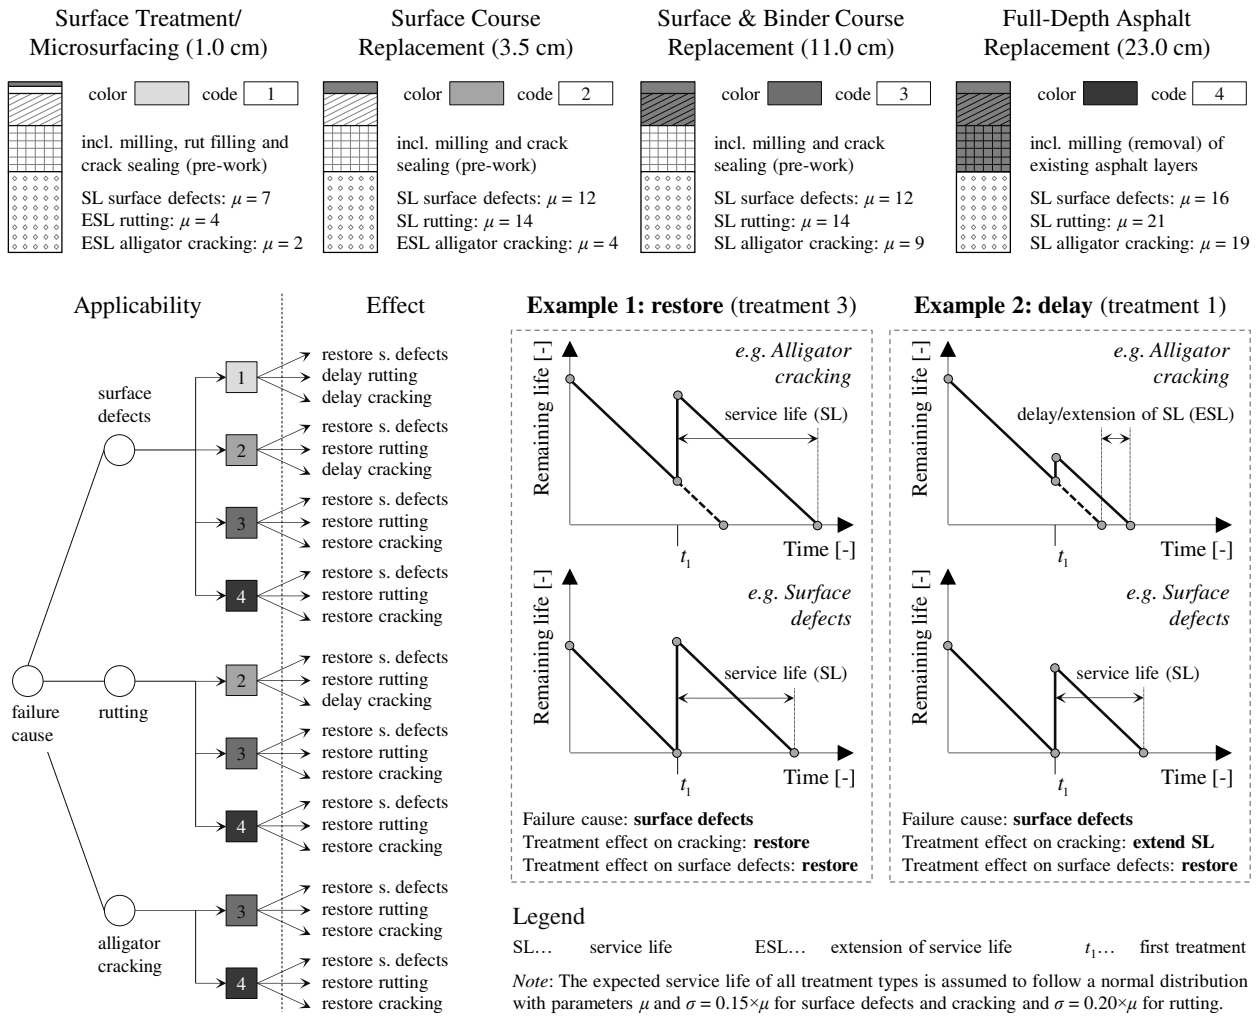 Surface Treatment/
Microsurfacing (1.0 cm)
color code 1
incl. milling, rut filling and
crack sealing (pre-work)
SL surface defects: μ = 7
ESL rutting: μ = 4
ESL alligator cracking: μ = 2
Surface Course
Replacement (3.5 cm)
color code 2
incl. milling and crack
sealing (pre-work)
SL surface defects: μ = 12
SL rutting: μ = 14
ESL alligator cracking: μ = 4
Surface & Binder Course
Replacement (11.0 cm)
color code 3
incl. milling and crack
sealing (pre-work)
SL surface defects: μ = 12
SL rutting: μ = 14
SL alligator cracking: μ = 9
Full-Depth Asphalt
Replacement (23.0 cm)
color code 4
incl. milling (removal) of
existing asphalt layers
SL surface defects: μ = 16
SL rutting: μ = 21
SL alligator cracking: μ = 19
Applicability Effect
failure
cause
surface
defects
1
restore s. defects
delay rutting
delay cracking
2
restore s. defects
restore rutting
delay cracking
3
restore s. defects
restore rutting
restore cracking
4
restore s. defects
restore rutting
restore cracking
rutting
2
restore s. defects
restore rutting
delay cracking
3
restore s. defects
restore rutting
restore cracking
4
restore s. defects
restore rutting
restore cracking
alligator
cracking
3
restore s. defects
restore rutting
restore cracking
4
restore s. defects
restore rutting
restore cracking
Example 1: restore (treatment 3)
Remaining life [-]
e.g. Alligator
cracking
service life (SL)
t1
Time [-]
Remaining life [-]
e.g. Surface
defects
service life (SL)
t1
Time [-]
Failure cause: surface defects
Treatment effect on cracking: restore
Treatment effect on surface defects: restore
Example 2: delay (treatment 1)
Remaining life [-]
e.g. Alligator
cracking
delay/extension of SL (ESL)
t1
Time [-]
Remaining life [-]
e.g. Surface
defects
service life (SL)
t1
Time [-]
Failure cause: surface defects
Treatment effect on cracking: extend SL
Treatment effect on surface defects: restore
Legend
SL… service life ESL… extension of service life t1… first treatment
Note: The expected service life of all treatment types is assumed to follow a normal distribution
with parameters μ and σ = 0.15×μ for surface defects and cracking and σ = 0.20×μ for rutting.